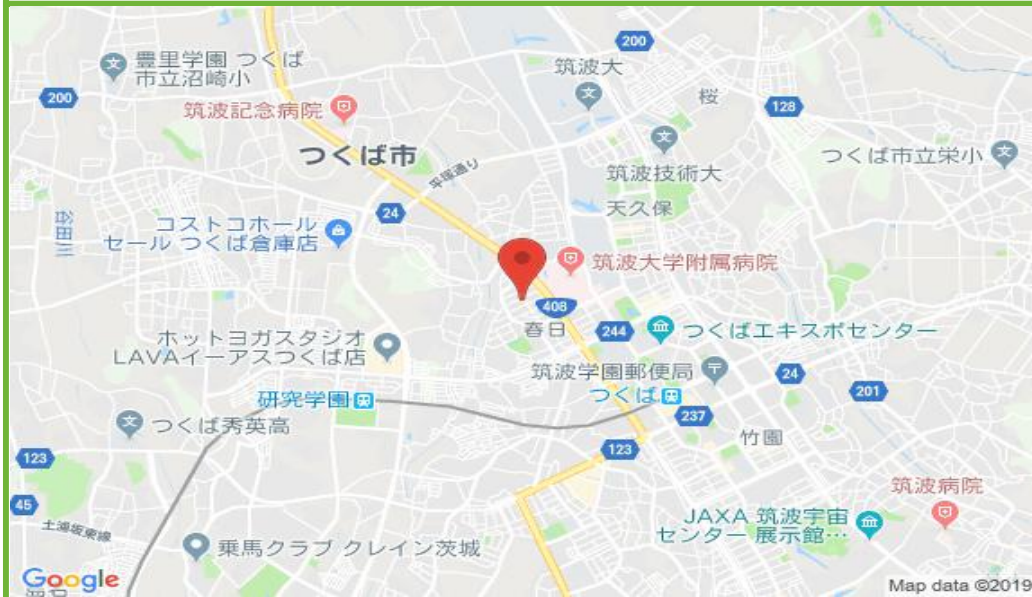 200
豊里学園 つくば
市立沼崎小
筑波大
200
桜
128
筑波記念病院
つくば市
平塚通り
筑波技術大
つくば市立栄小
谷田川
24
天久保
コストコホール
セール つくば倉庫店
筑波大学附属病院
408
春日
244
つくばエキスポセンター
ホットヨガスタジオ
LAVAイーアスつくば店
筑波学園郵便局
24
つくば
201
研究学園
237
つくば秀英高
竹園
123
123
筑波病院
45
土浦坂東線
JAXA 筑波宇宙
センター 展示館…
乗馬クラブ クレイン茨城
Google
Map data ©2019